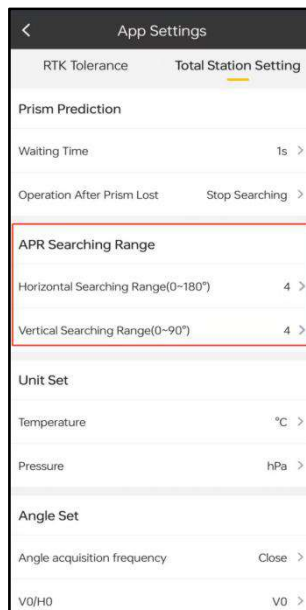 App Settings
RTK Tolerance Total Station Setting
Prism Prediction
Waiting Time 1s
Operation After Prism Lost Stop Searching
APR Searching Range
Horizontal Searching Range(0~180°) 4
Vertical Searching Range(0~90°) 4
Unit Set
Temperature °C
Pressure hPa
Angle Set
Angle acquisition frequency Close
V0/H0 V0